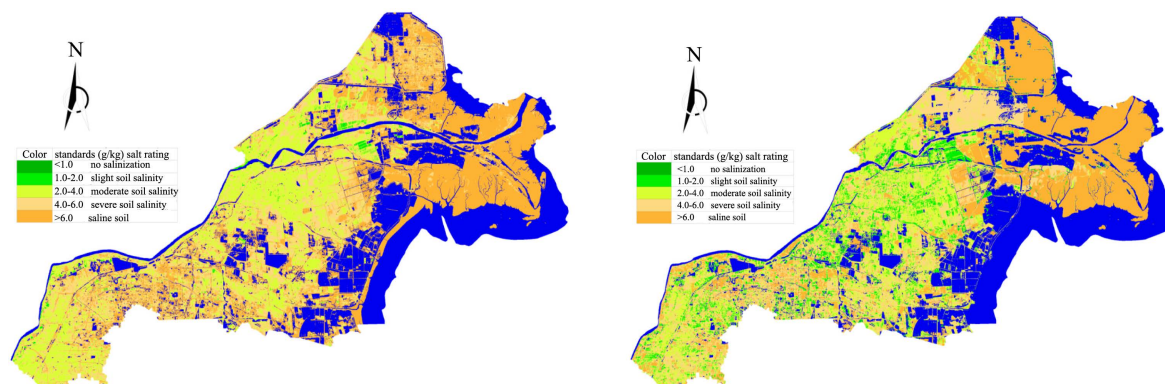 N
Color standards (g/kg) salt rating
<1.0 no salinization
1.0-2.0 slight soil salinity
2.0-4.0 moderate soil salinity
4.0-6.0 severe soil salinity
>6.0 saline soil
N
Color standards (g/kg) salt rating
<1.0 no salinization
1.0-2.0 slight soil salinity
2.0-4.0 moderate soil salinity
4.0-6.0 severe soil salinity
>6.0 saline soil